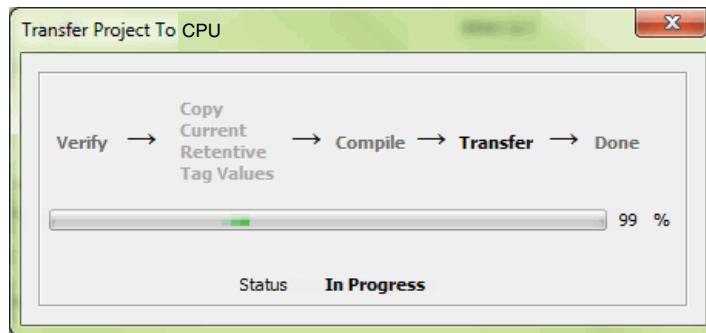 Transfer Project To CPU
Copy
Current
Verify → Retentive → Compile → Transfer → Done
Tag Values
99 %
Status In Progress